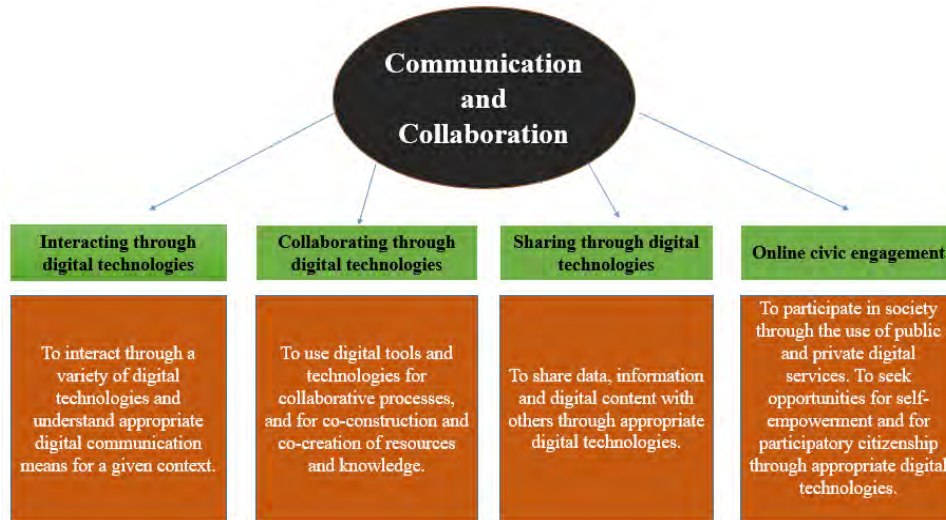 Communication
and
Collaboration
Interacting through
digital technologies
Collaborating through
digital technologies
Sharing through digital
technologies
Online civic engagement
To interact through a
variety of digital
technologies and
understand appropriate
digital communication
means for a given context.
To use digital tools and
technologies for
collaborative processes,
and for co-construction and
co-creation of resources
and knowledge.
To share data, information
and digital content with
others through appropriate
digital technologies.
To participate in society
through the use of public
and private digital
services. To seek
opportunities for self-
empowerment and for
participatory citizenship
through appropriate digital
technologies.